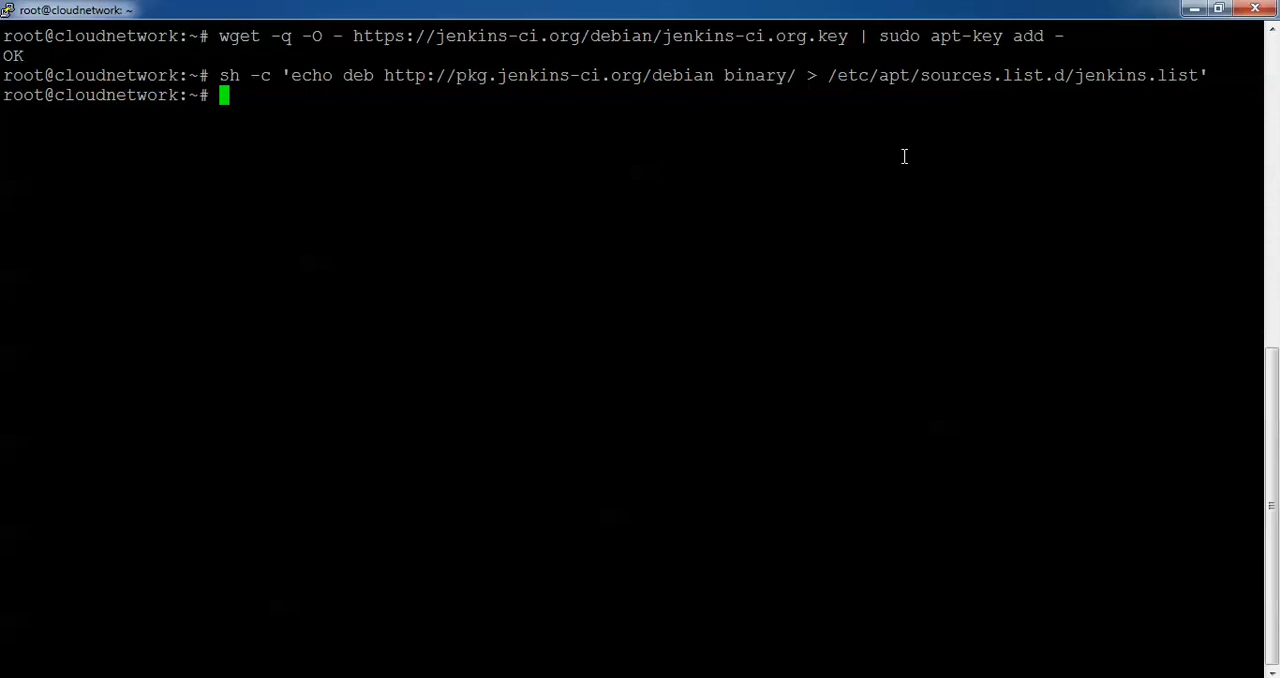 root@cloudnetwork: ~
root@cloudnetwork:~# wget -q -O - https://jenkins-ci.org/debian/jenkins-ci.org.key | sudo apt-key add -
OK
root@cloudnetwork:~# sh -c 'echo deb http://pkg.jenkins-ci.org/debian binary/ > /etc/apt/sources.list.d/jenkins.list'
root@cloudnetwork:~#